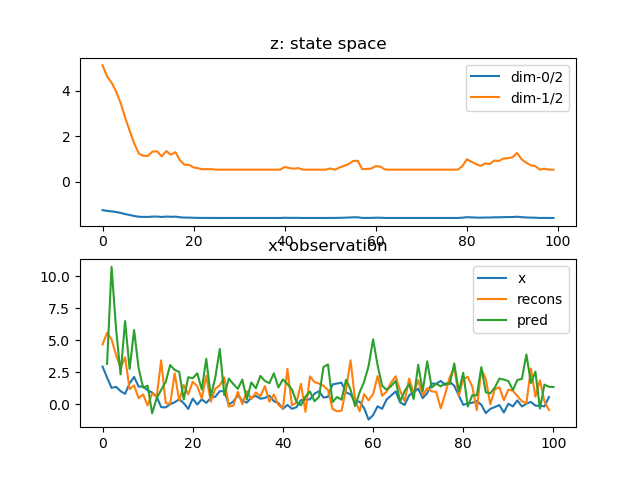 z: state space
4
2
0
dim-0/2
dim-1/2
0 20 40 60 80 100
x: observation
10.0
7.5
5.0
2.5
0.0
x
recons
pred
0 20 40 60 80 100